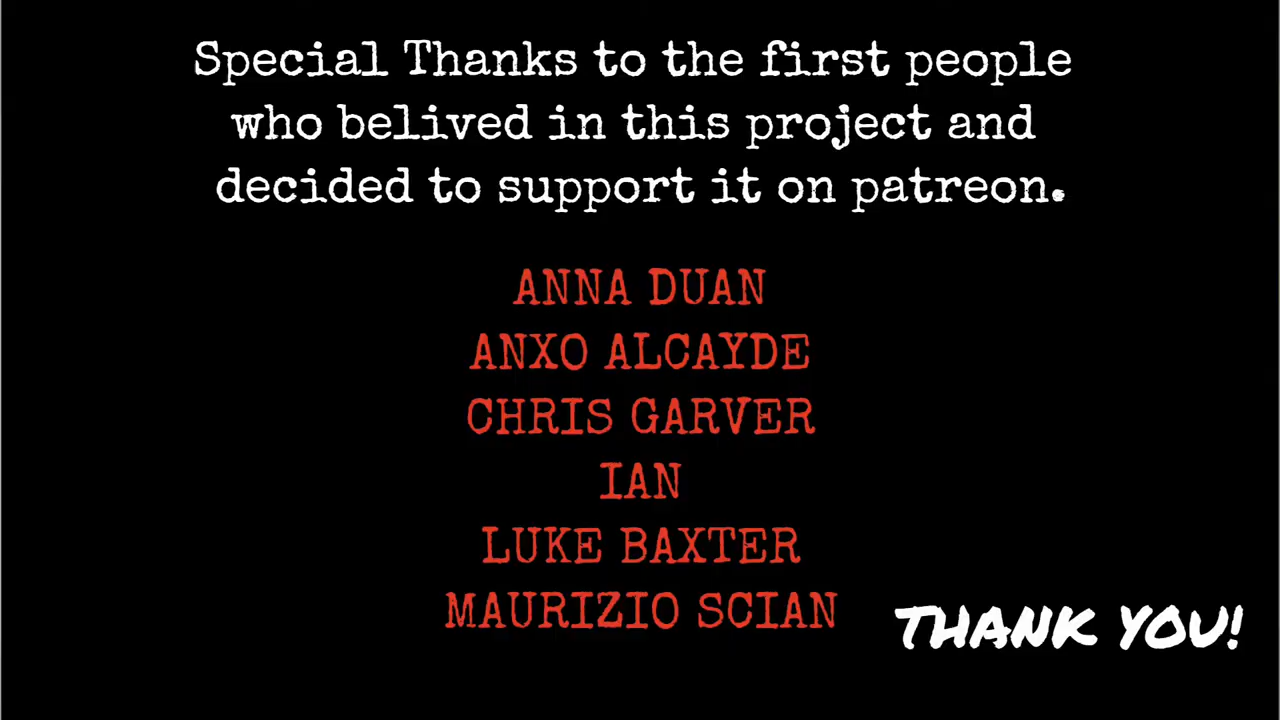 Special Thanks to the first people
who belived in this project and
decided to support it on patreon.
ANNA DUAN
ANXO ALCAYDE
CHRIS GARVER
IAN
LUKE BAXTER
MAURIZIO SCIAN
THANK YOU!